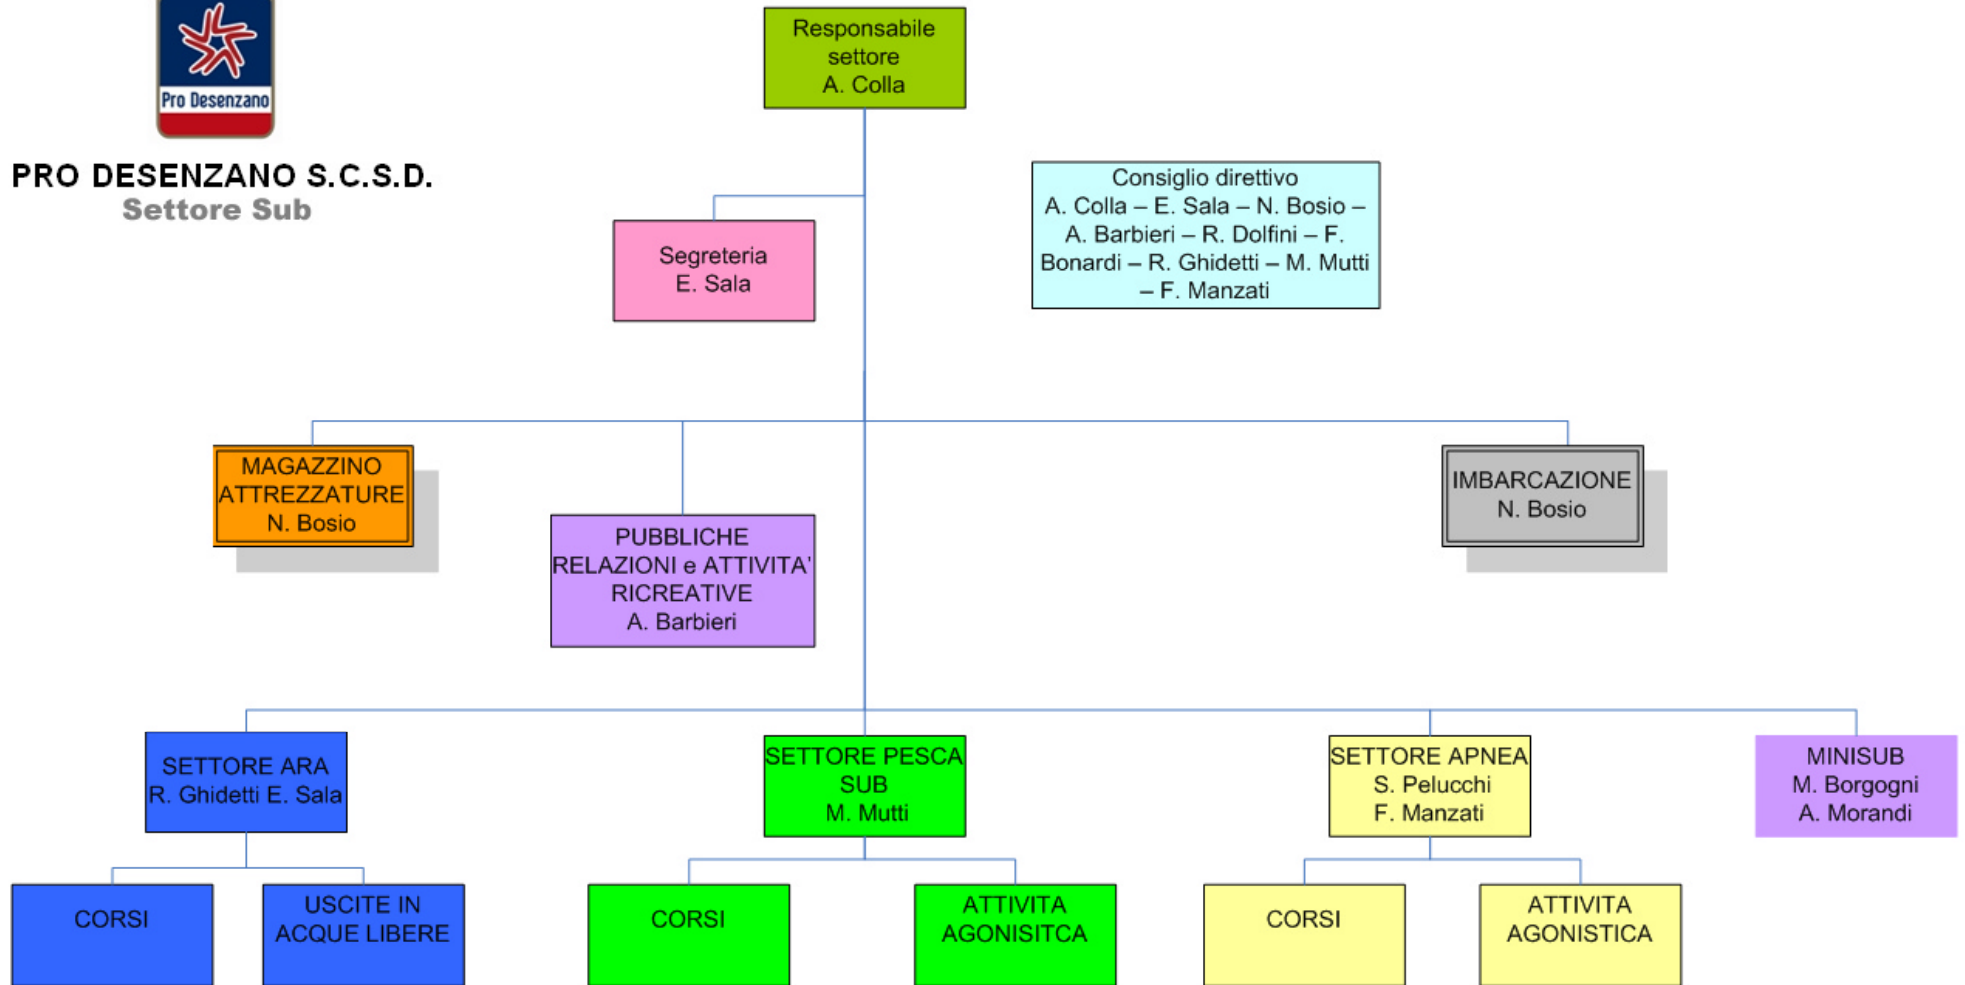 Pro Desenzano
PRO DESENZANO S.C.S.D.
Settore Sub
Responsabile
settore
A. Colla
Segreteria
E. Sala
Consiglio direttivo
A. Colla – E. Sala – N. Bosio –
A. Barbieri – R. Dolfini – F.
Bonardi – R. Ghidetti – M. Mutti
– F. Manzati
MAGAZZINO
ATTREZZATURE
N. Bosio
PUBBLICHE
RELAZIONI e ATTIVITA'
RICREATIVE
A. Barbieri
IMBARCAZIONE
N. Bosio
SETTORE ARA
R. Ghidetti E. Sala
SETTORE PESCA
SUB
M. Mutti
SETTORE APNEA
S. Pelucchi
F. Manzati
MINISUB
M. Borgogni
A. Morandi
CORSI
USCITE IN
ACQUE LIBERE
CORSI
ATTIVITA
AGONISITCA
CORSI
ATTIVITA
AGONISTICA